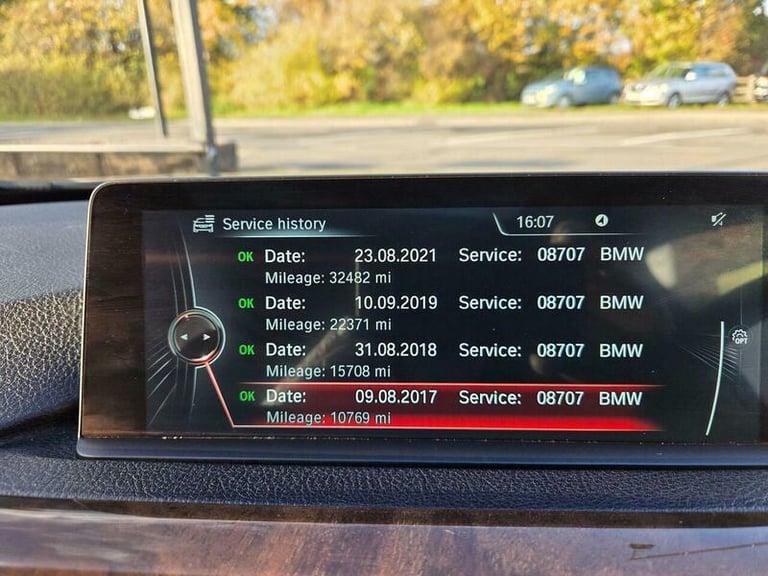 Service history 16:07
OK Date: 23.08.2021 Service: 08707 BMW
Mileage: 32482 mi
OK Date: 10.09.2019 Service: 08707 BMW
Mileage: 22371 mi
OK Date: 31.08.2018 Service: 08707 BMW
Mileage: 15708 mi
OK Date: 09.08.2017 Service: 08707 BMW
Mileage: 10769 mi
OPT